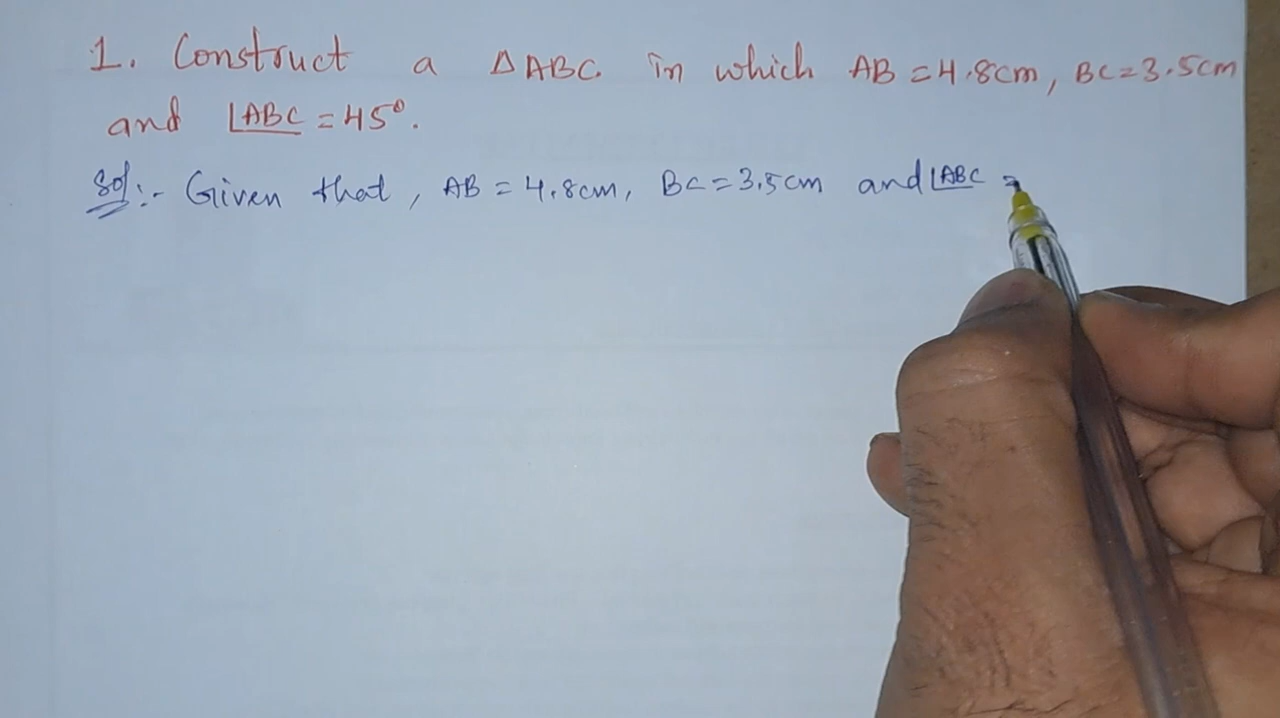 1. Construct a ΔABC in which AB = 4.8cm, BC = 3.5cm
and ∠ABC = 45°.
Sol:- Given that, AB = 4.8cm, BC = 3.5cm and ∠ABC =